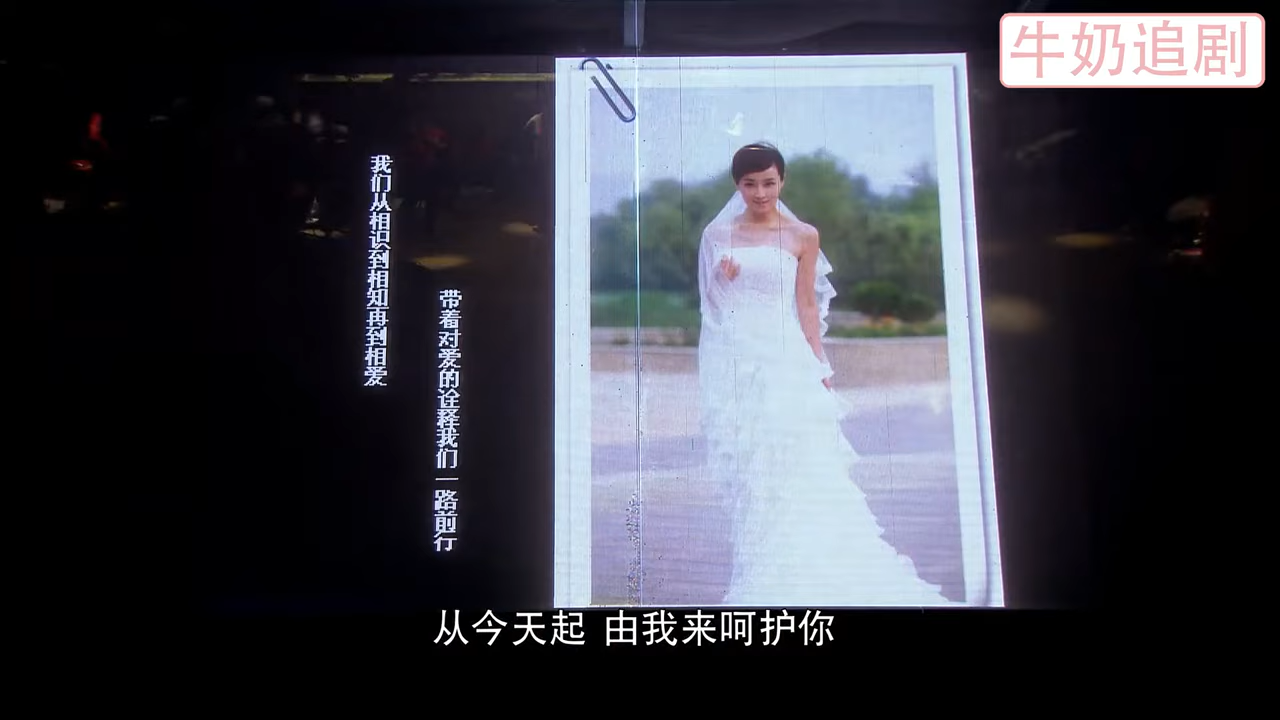 牛奶追剧
我们从相识到相知再到相爱
带着对爱的诠释我们一路前行
从今天起 由我来呵护你